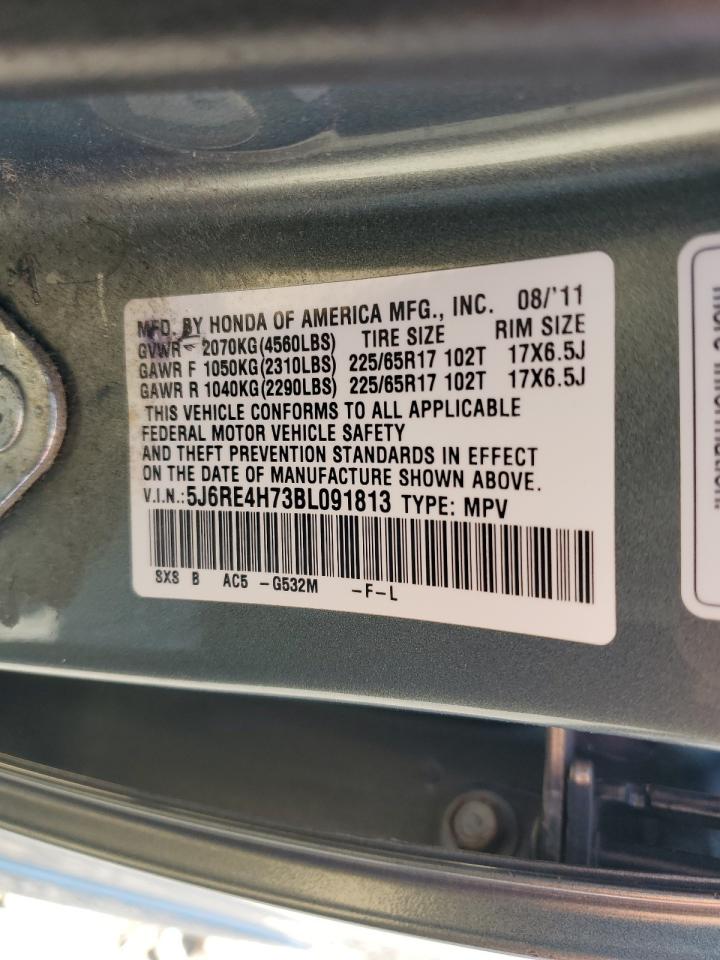 MFD. BY HONDA OF AMERICA MFG., INC. 08/'11
GVWR 2070KG(4560LBS) TIRE SIZE RIM SIZE
GAWR F 1050KG(2310LBS) 225/65R17 102T 17X6.5J
GAWR R 1040KG(2290LBS) 225/65R17 102T 17X6.5J
THIS VEHICLE CONFORMS TO ALL APPLICABLE
FEDERAL MOTOR VEHICLE SAFETY
AND THEFT PREVENTION STANDARDS IN EFFECT
ON THE DATE OF MANUFACTURE SHOWN ABOVE.
V.I.N.:5J6RE4H73BL091813 TYPE: MPV
SXS B AC5 -G532M -F-L
more information.